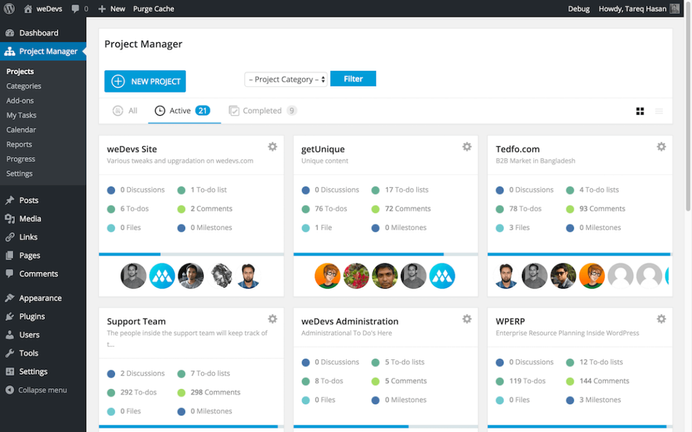 weDevs 0 + New Purge Cache Debug Howdy, Tareq Hasan
Dashboard
Project Manager
Projects
Categories
Add-ons
My Tasks
Calendar
Reports
Progress
Settings
Posts
Media
Links
Pages
Comments
Appearance
Plugins
Users
Tools
Settings
Collapse menu
Project Manager
NEW PROJECT
– Project Category –
Filter
All
Active 21
Completed 9
weDevs Site
Various tweaks and upgradation on wedevs.com
0 Discussions 1 To-do list
6 To-dos 2 Comments
0 Files 0 Milestones
getUnique
Unique content
0 Discussions 17 To-do lists
76 To-dos 72 Comments
1 File 0 Milestones
Tedfo.com
B2B Market in Bangladesh
0 Discussions 4 To-do lists
78 To-dos 93 Comments
3 Files 0 Milestones
Support Team
The people inside the support team will keep track of
t...
2 Discussions 7 To-do lists
292 To-dos 298 Comments
0 Files 0 Milestones
weDevs Administration
Administrational To Do's Here
0 Discussions 5 To-do lists
8 To-dos 5 Comments
0 Files 0 Milestones
WPERP
Enterprise Resource Planning Inside WordPress
0 Discussions 12 To-do lists
119 To-dos 144 Comments
0 Files 3 Milestones